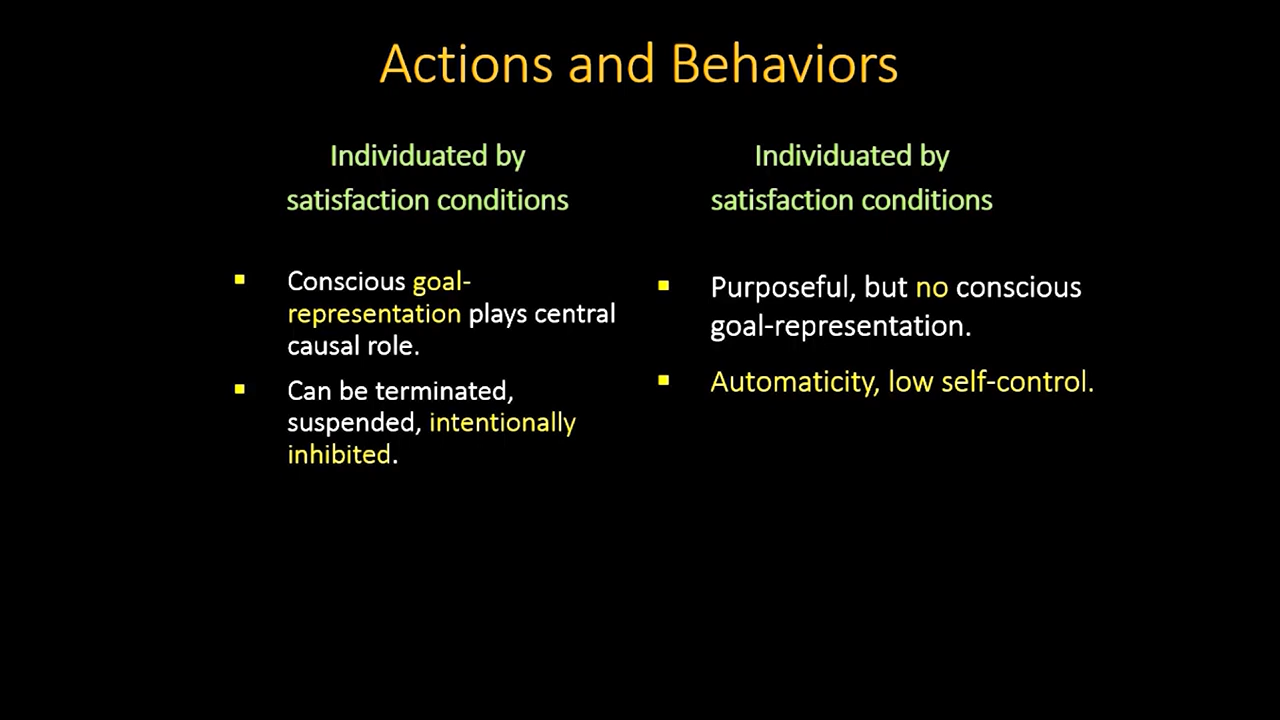 Actions and Behaviors
Individuated by
satisfaction conditions
Conscious goal-
representation plays central
causal role.
Can be terminated,
suspended, intentionally
inhibited.
Individuated by
satisfaction conditions
Purposeful, but no conscious
goal-representation.
Automaticity, low self-control.